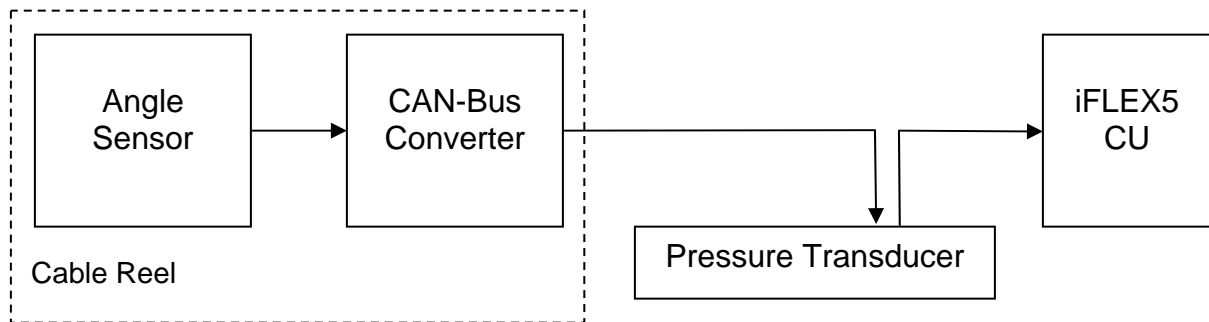 Angle
Sensor
CAN-Bus
Converter
iFLEX5
CU
Pressure Transducer
Cable Reel